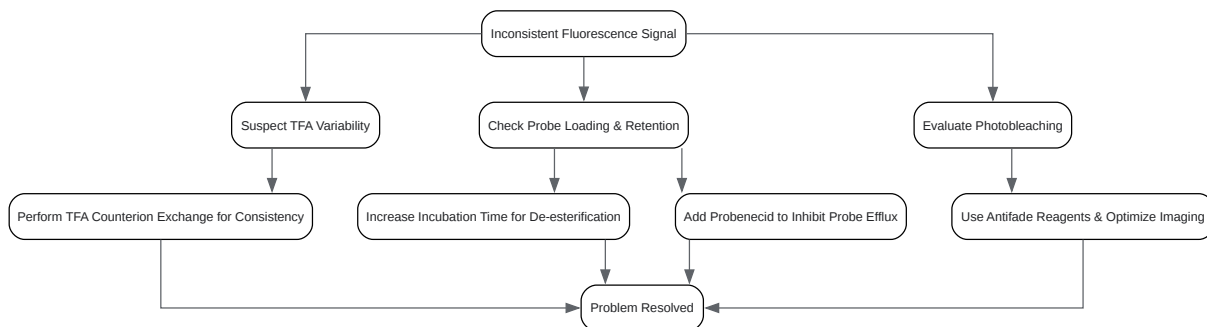 Inconsistent Fluorescence Signal
Suspect TFA Variability
Check Probe Loading & Retention
Evaluate Photobleaching
Perform TFA Counterion Exchange for Consistency
Increase Incubation Time for De-esterification
Add Probenecid to Inhibit Probe Efflux
Use Antifade Reagents & Optimize Imaging
Problem Resolved